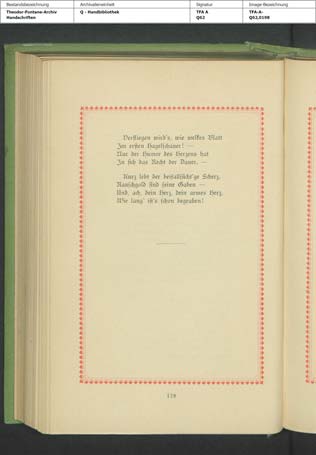 Bestandsbezeichnung
Archivalieneinheit
Signatur
Image-Bezeichnung
Theodor-Fontane-Archiv
Handschriften
Q - Handbibliothek
TFA A
Q62
TFA-A-
Q62,0198
Verfliegen wird's, wie welkes Blatt
Im ersten Hagelschauer! —
Nur der Humor des Herzens hat
In sich das Recht der Dauer. —
Kurz lebt der beifallsücht'ge Scherz,
Rauschgold sind seine Gaben —
Und, ach, dein Herz, dein armes Herz,
Wie lang' ist's schon begraben!
178